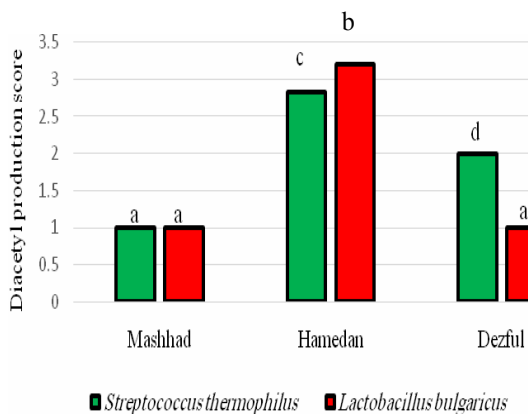 b
3.5
c
3
2.5
d
2
1.5
a a a
1
0.5
0
Diacetyl production score
Mashhad Hamedan Dezful
Streptococcus thermophilus Lactobacillus bulgaricus